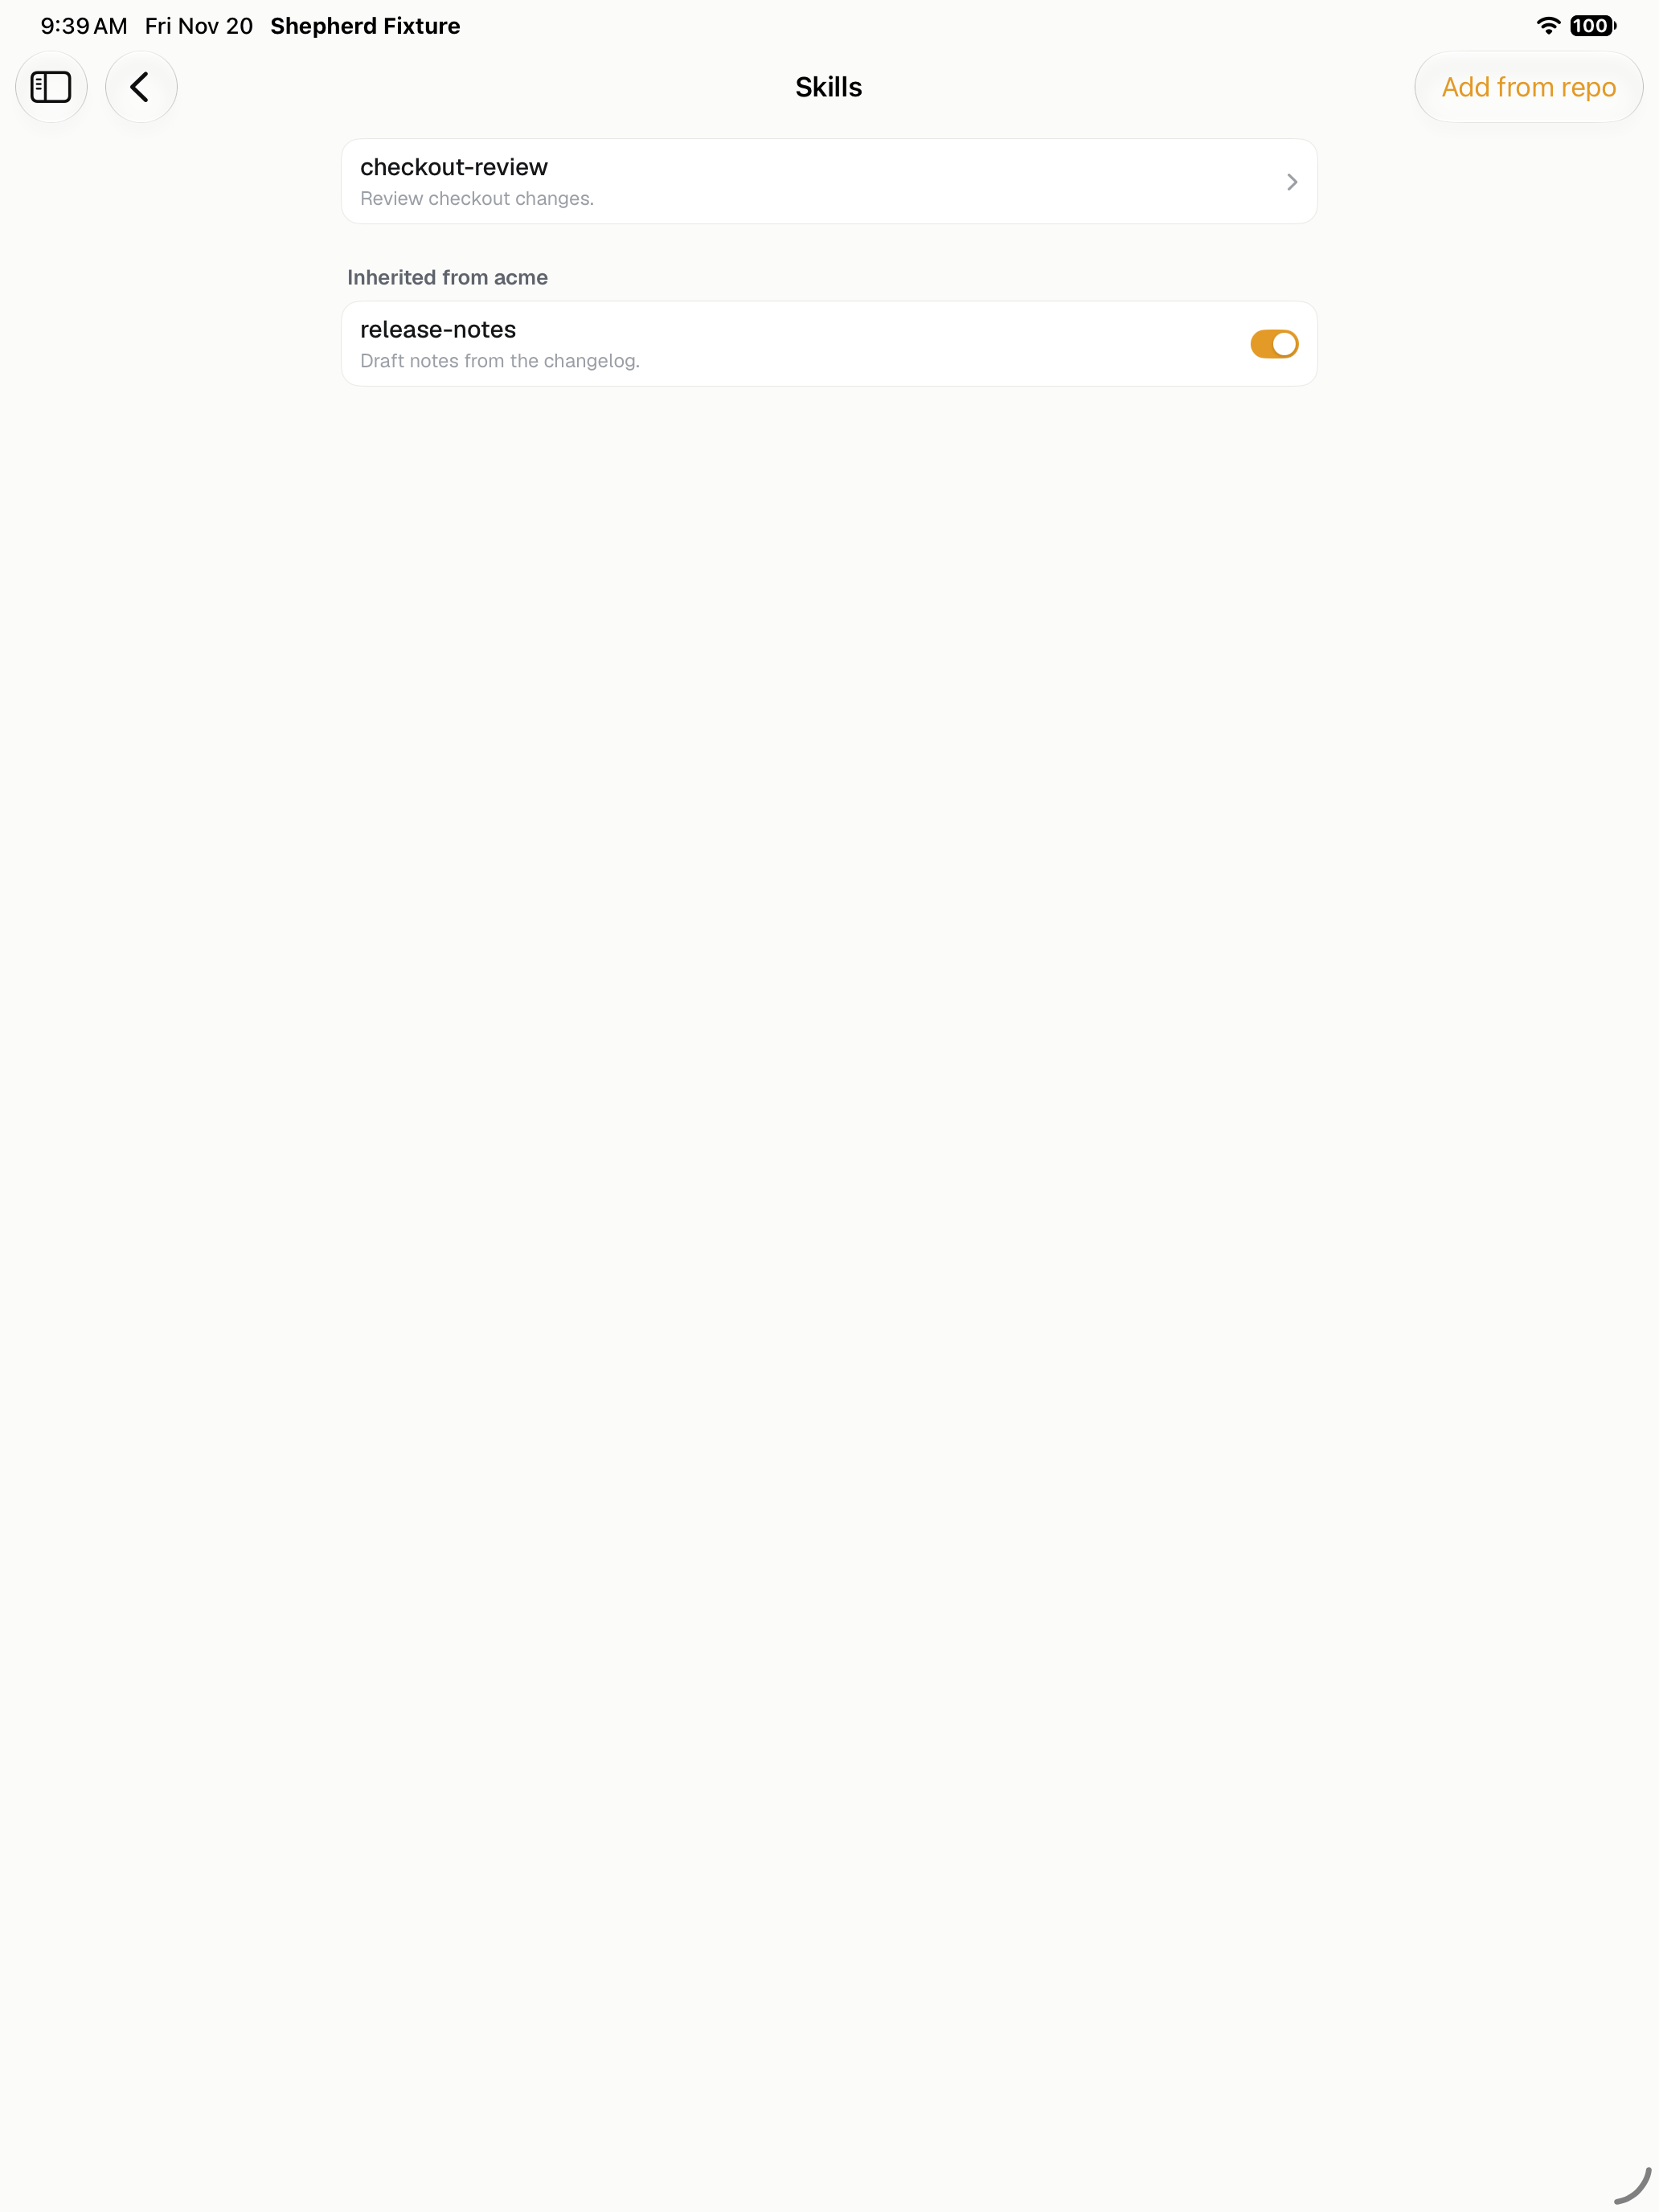 9:39 AM Fri Nov 20 Shepherd Fixture
100
Skills
Add from repo
checkout-review
Review checkout changes.
Inherited from acme
release-notes
Draft notes from the changelog.